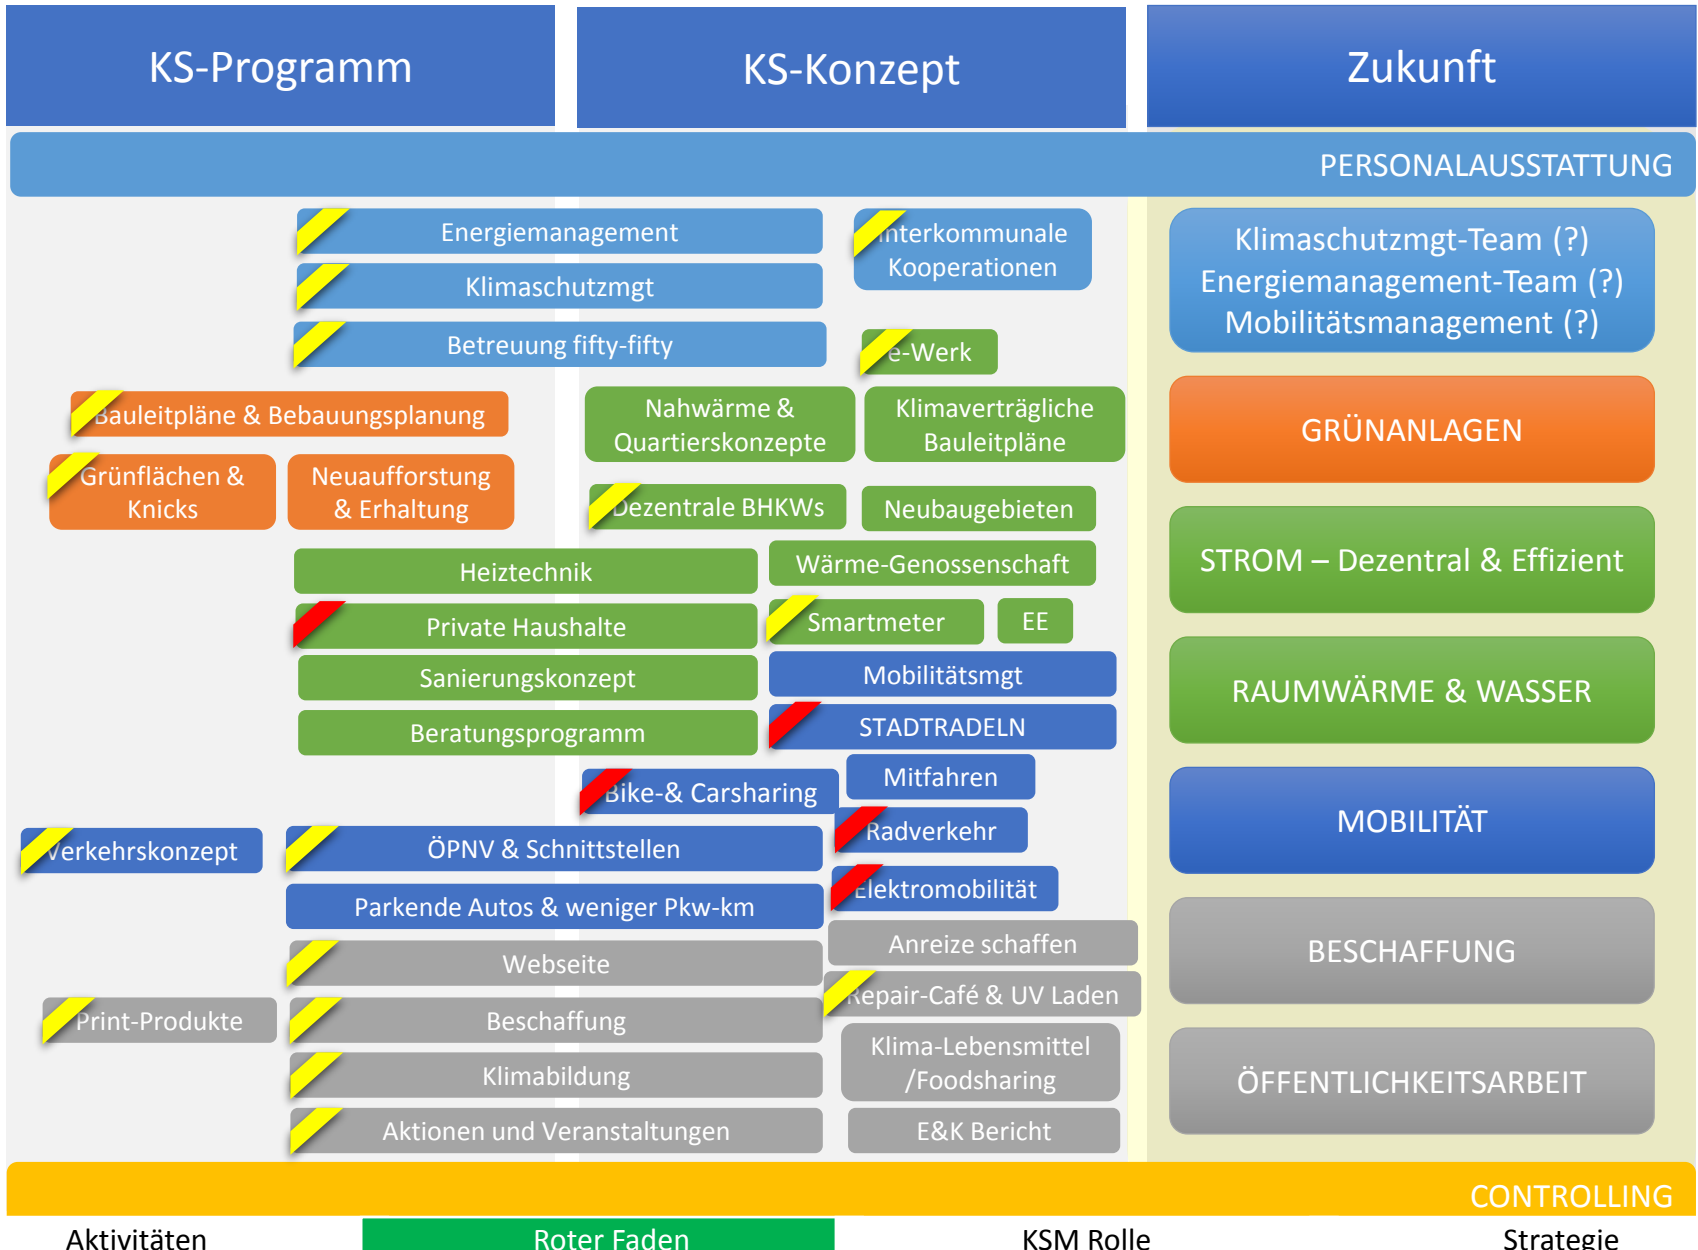 KS-Programm
KS-Konzept
Zukunft
PERSONALAUSSTATTUNG
Energiemanagement
Interkommunale
Kooperationen
Klimaschutzmgt
Betreuung fifty-fifty
e-Werk
Klimaschutzmgt-Team (?)
Energiemanagement-Team (?)
Mobilitätsmanagement (?)
Bauleitpläne & Bebauungsplanung
Nahwärme &
Quartierskonzepte
Klimaverträgliche
Bauleitpläne
GRÜNANLAGEN
Grünflächen &
Knicks
Neuaufforstung
& Erhaltung
Dezentrale BHKWs
Neubaugebieten
Heiztechnik
Wärme-Genossenschaft
STROM – Dezentral & Effizient
Private Haushalte
Smartmeter
EE
Sanierungskonzept
Mobilitätsmgt
RAUMWÄRME & WASSER
Beratungsprogramm
STADTRADELN
Bike-& Carsharing
Mitfahren
Radverkehr
MOBILITÄT
Verkehrskonzept
ÖPNV & Schnittstellen
Parkende Autos & weniger Pkw-km
Elektromobilität
Webseite
Anreize schaffen
BESCHAFFUNG
Print-Produkte
Beschaffung
Repair-Café & UV Laden
Klimabildung
Klima-Lebensmittel
/Foodsharing
ÖFFENTLICHKEITSARBEIT
Aktionen und Veranstaltungen
E&K Bericht
CONTROLLING
Aktivitäten
Roter Faden
KSM Rolle
Strategie